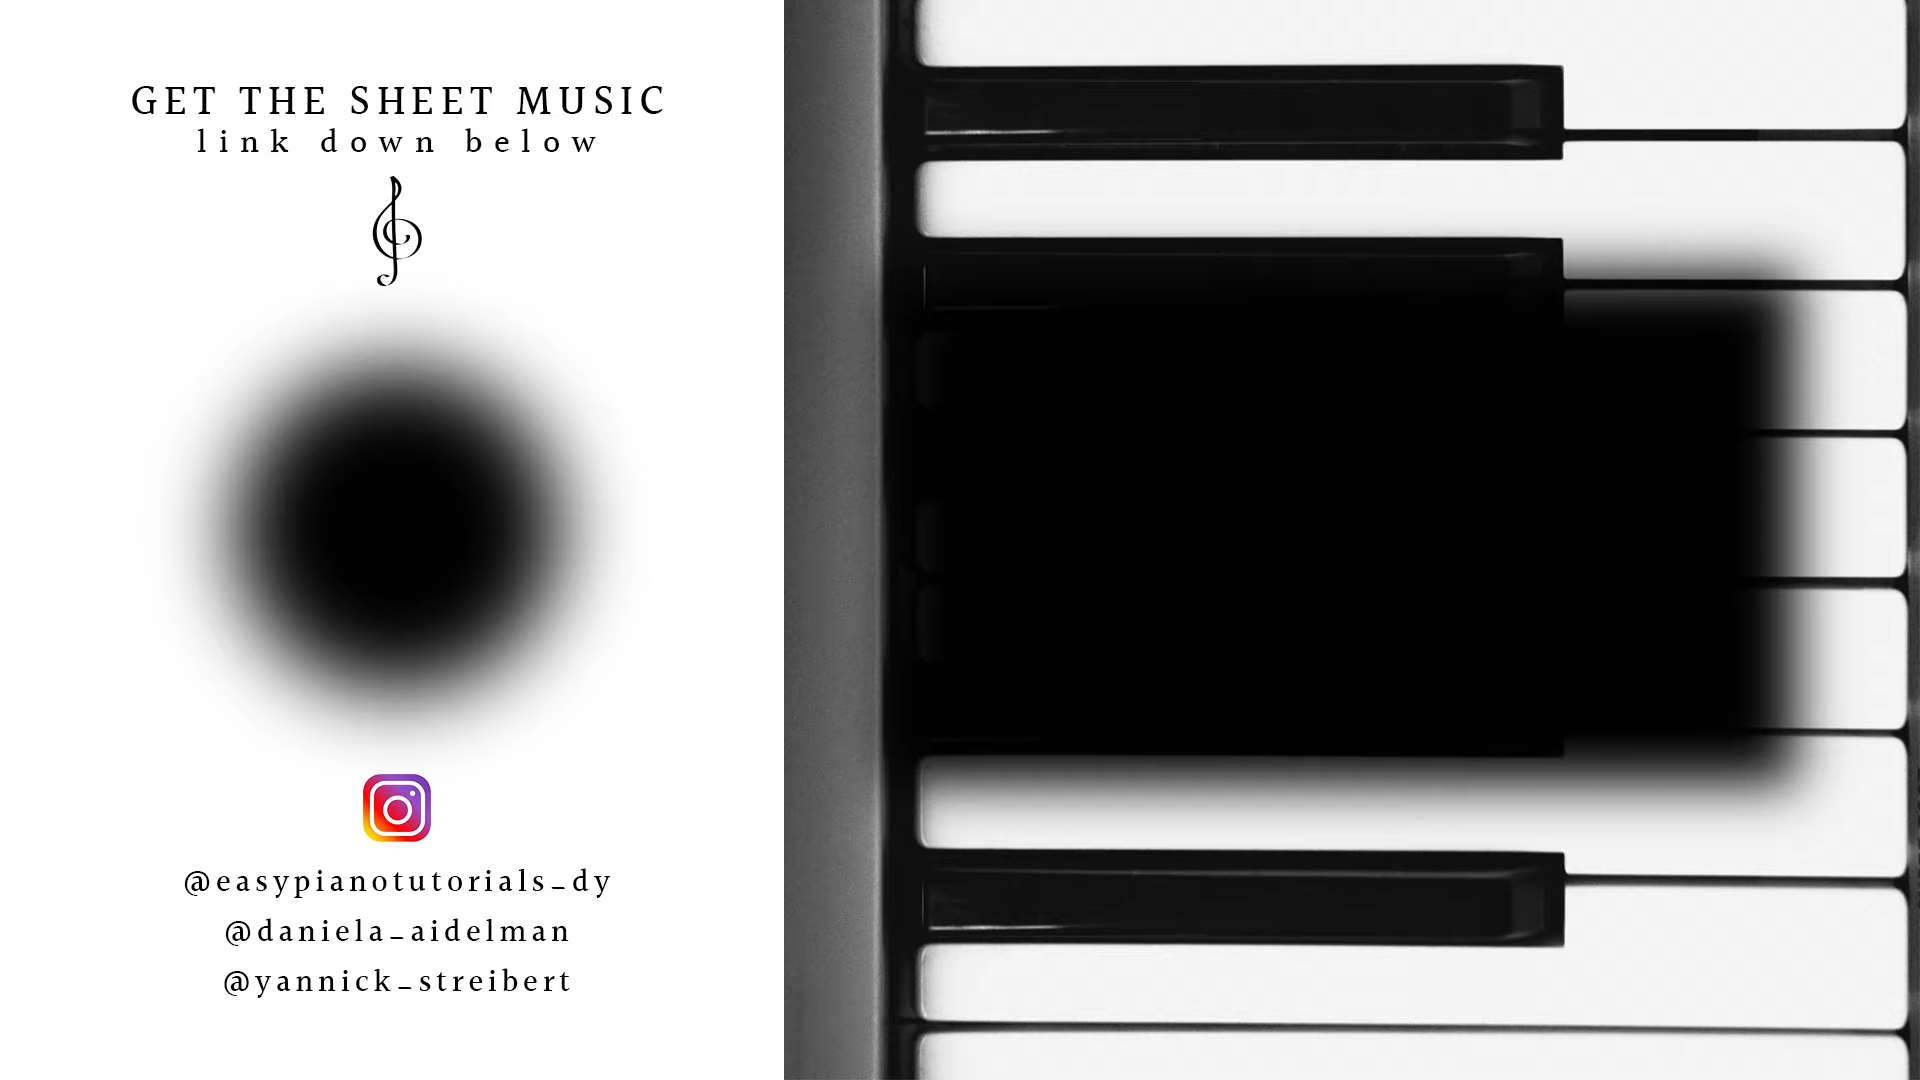 GET THE SHEET MUSIC
link down below
@easypianotutorials_dy
@daniela_aidelman
@yannick_streibert